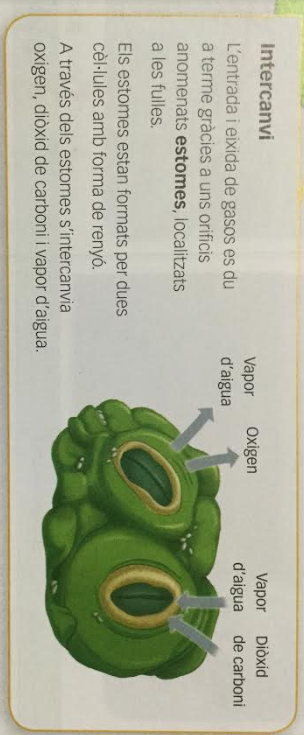 Intercanvi
L'entrada i eixida de gasos es du
a terme gràcies a uns orificis
anomenats estomes, localitzats
a les fulles.
Els estomes estan formats per dues
cèl·lules amb forma de renyó.
A través dels estomes s'intercanvia
oxigen, diòxid de carboni i vapor d'aigua.
Vapor
d'aigua
Oxigen
Vapor
d'aigua
Diòxid
de carboni